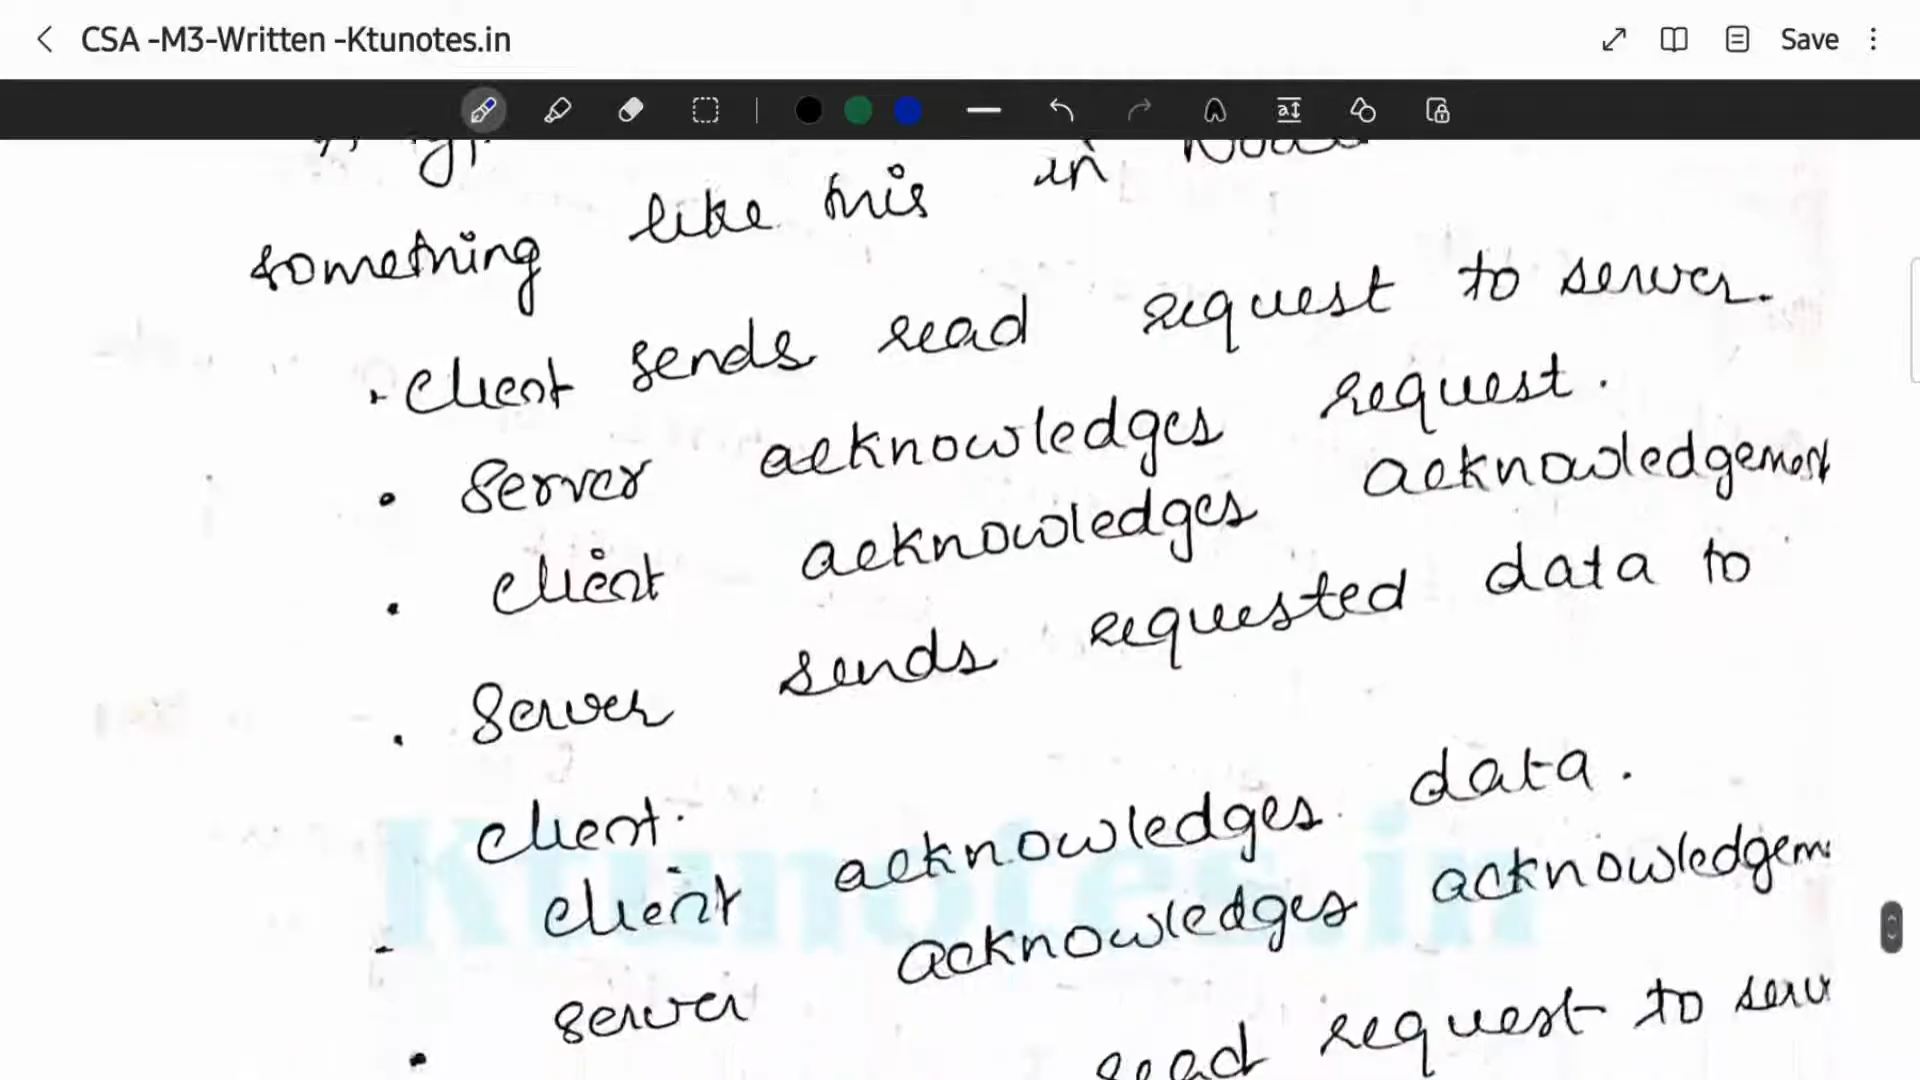 CSA -M3-Written -Ktunotes.in
Save
something like this in
• client sends read request to server.
• Server acknowledges request.
• client acknowledges acknowledgement
• Server sends requested data to
client.
- client acknowledges data.
• server acknowledges acknowledgem
read request to serv
Ktunotes.in